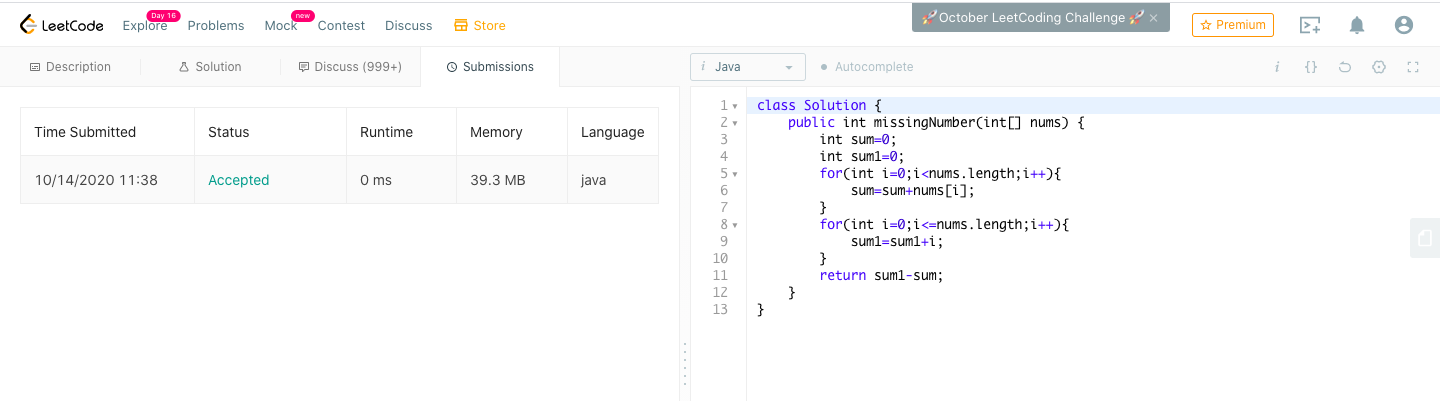 LeetCode Explore Day 16 Problems Mock new Contest Discuss Store 🚀October LeetCoding Challenge 🚀 × Premium
Description Solution Discuss (999+) Submissions i Java Autocomplete i {}
Time Submitted Status Runtime Memory Language
10/14/2020 11:38 Accepted 0 ms 39.3 MB java
1 class Solution {
2 public int missingNumber(int[] nums) {
3 int sum=0;
4 int sum1=0;
5 for(int i=0;i<nums.length;i++){
6 sum=sum+nums[i];
7 }
8 for(int i=0;i<=nums.length;i++){
9 sum1=sum1+i;
10 }
11 return sum1-sum;
12 }
13 }